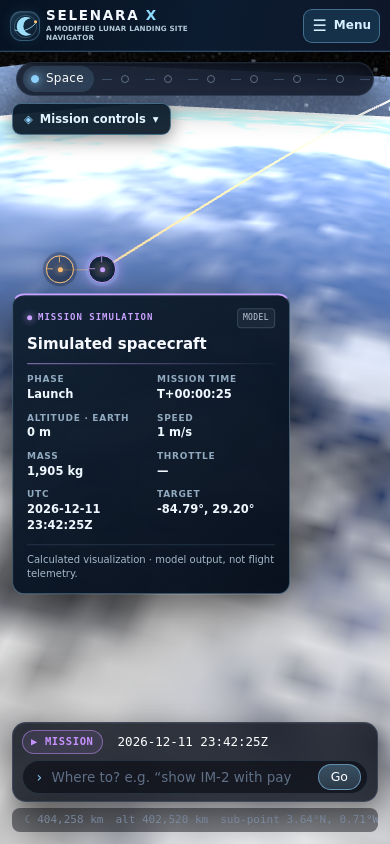 SELENARA X
A MODIFIED LUNAR LANDING SITE
NAVIGATOR
☰ Menu
Space
◈ Mission controls ▾
MISSION SIMULATION
MODEL
Simulated spacecraft
PHASE
Launch
MISSION TIME
T+00:00:25
ALTITUDE · EARTH
0 m
SPEED
1 m/s
MASS
1,905 kg
THROTTLE
—
UTC
2026-12-11
23:42:25Z
TARGET
-84.79°, 29.20°
Calculated visualization · model output, not flight
telemetry.
▶ MISSION 2026-12-11 23:42:25Z
› Where to? e.g. “show IM-2 with pay Go
☾ 404,258 km alt 402,520 km sub-point 3.64°N, 0.71°W